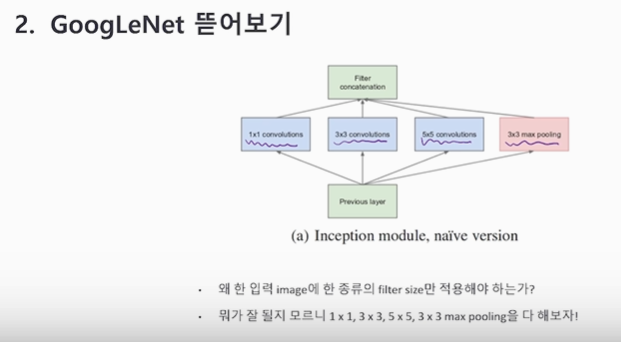 2. GoogLeNet 뜯어보기
Filter
concatenation
1x1 convolutions
3x3 convolutions
5x5 convolutions
3x3 max pooling
Previous layer
(a) Inception module, naïve version
• 왜 한 입력 image에 한 종류의 filter size만 적용해야 하는가?
• 뭐가 잘 될지 모르니 1 x 1, 3 x 3, 5 x 5, 3 x 3 max pooling을 다 해보자!